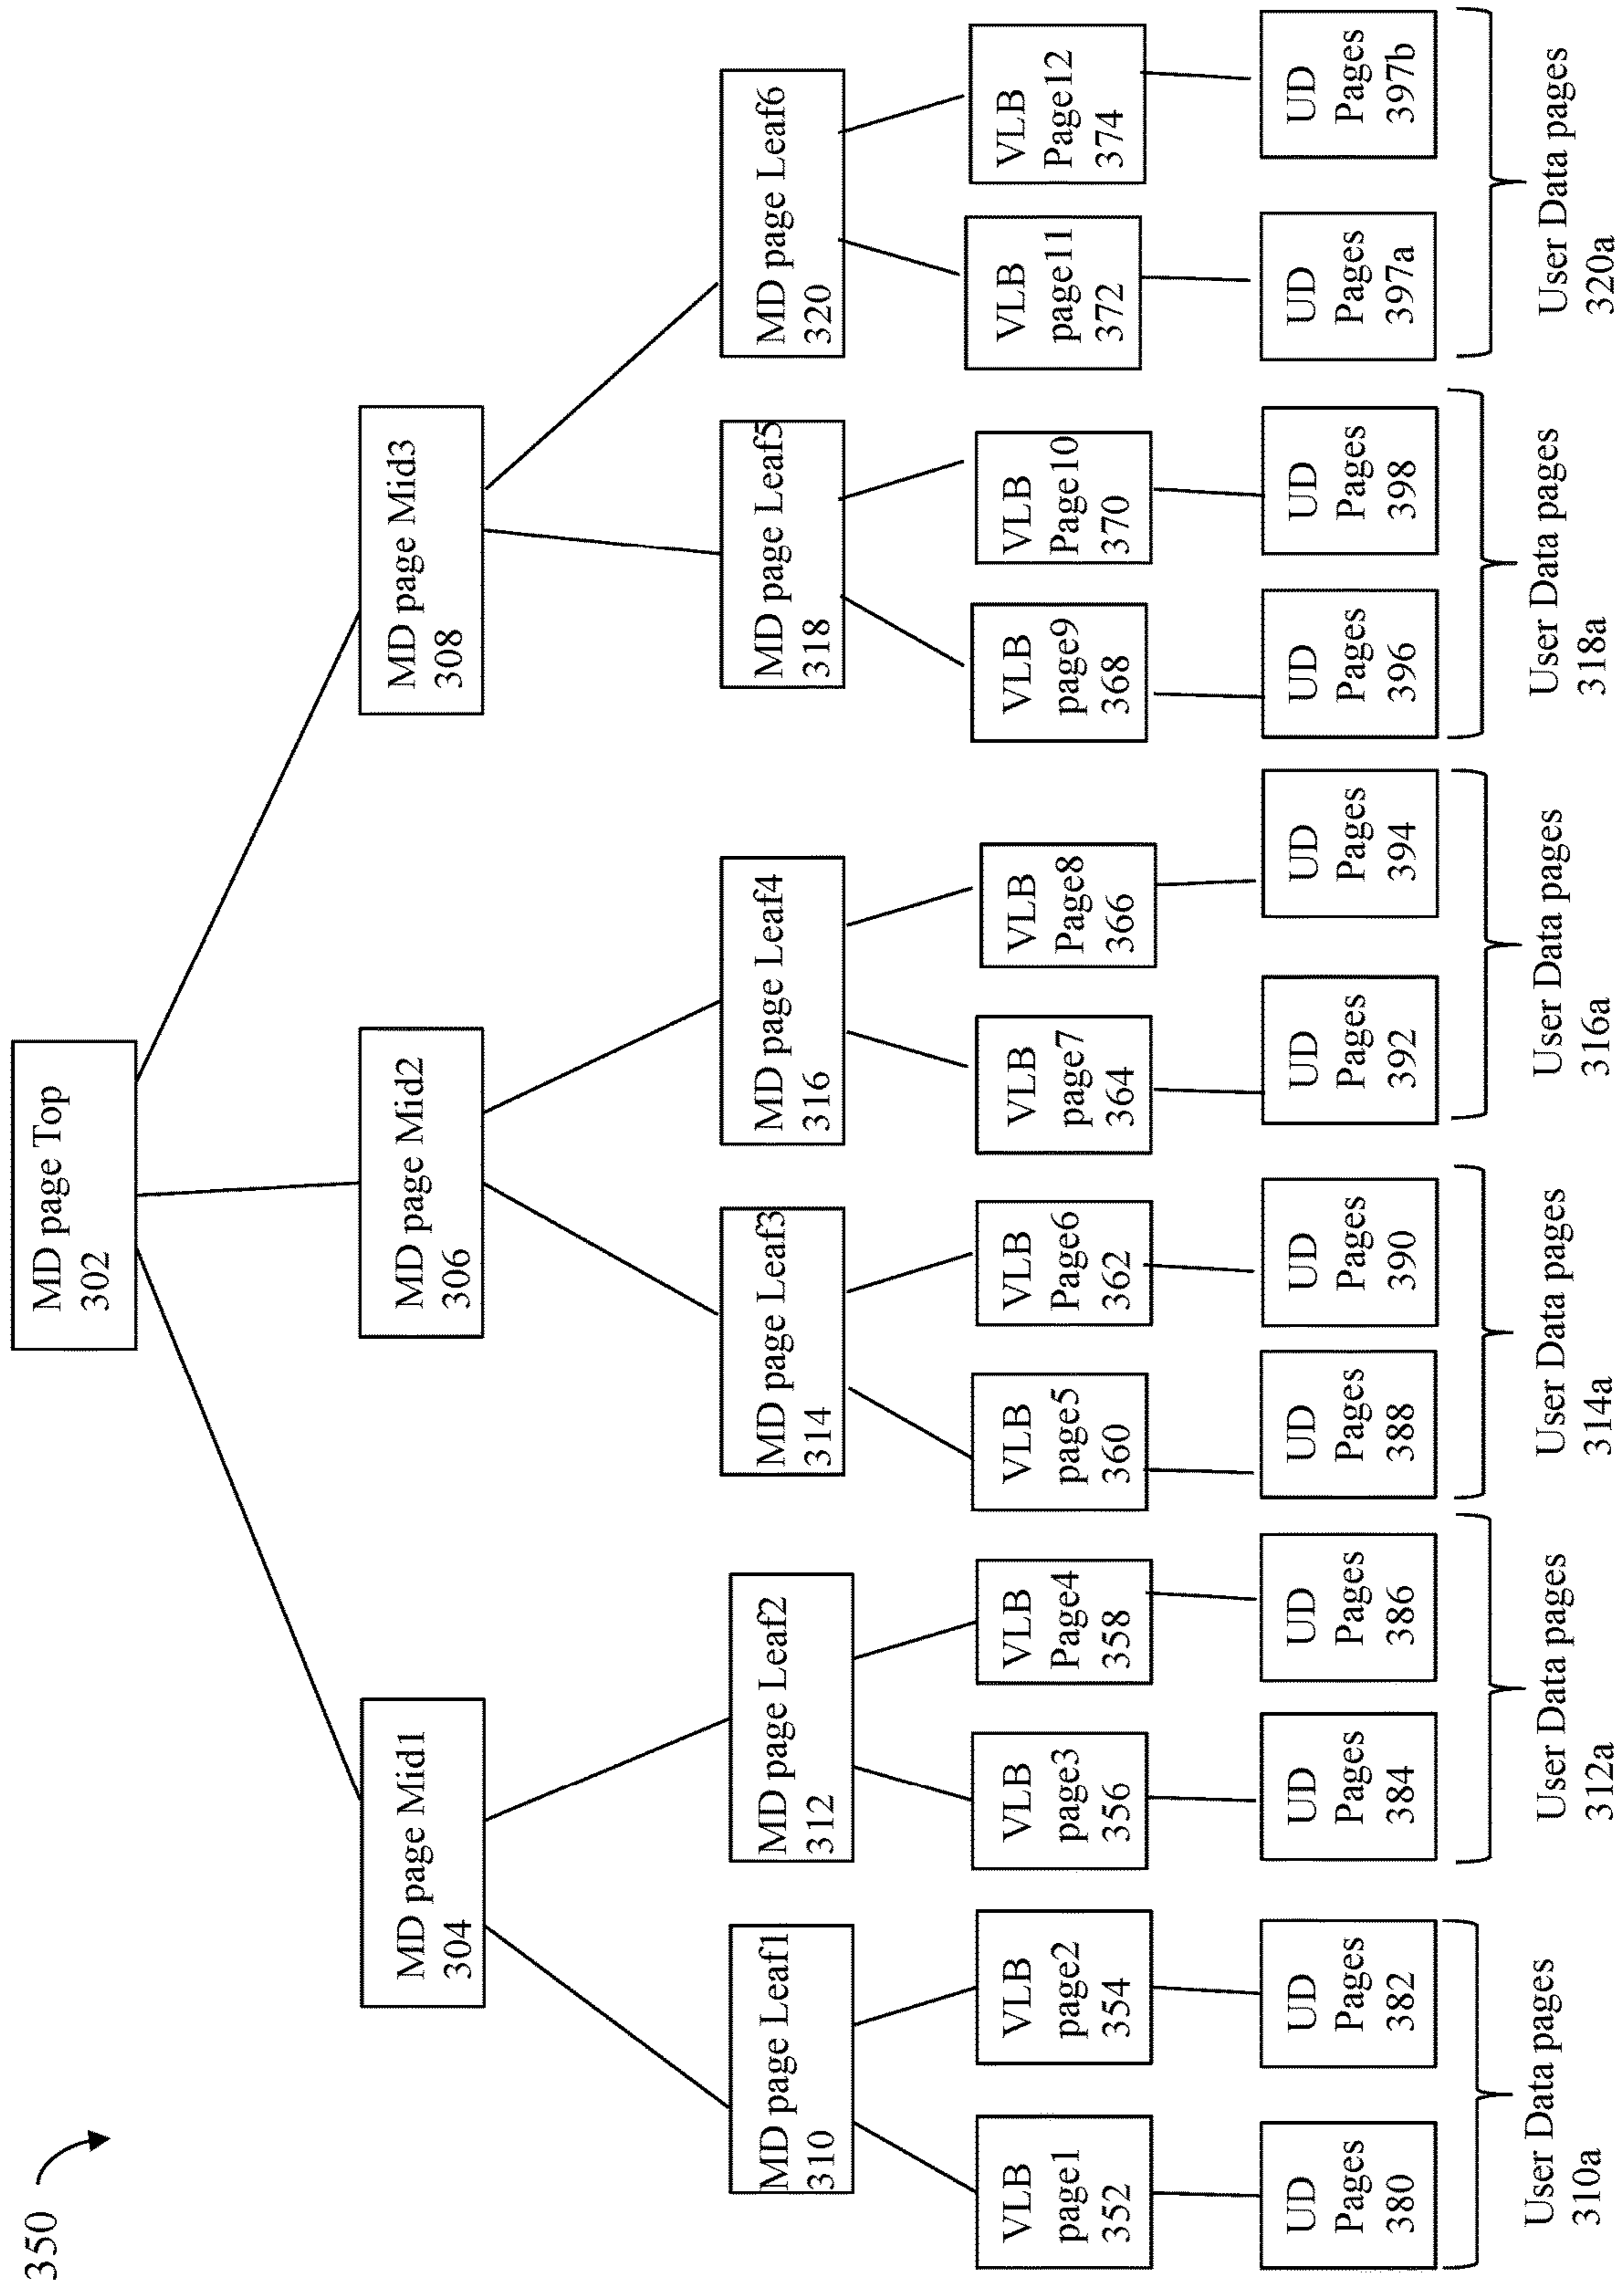 350
MD page Top
302
MD page Mid1
304
MD page Mid2
306
MD page Mid3
308
MD page Leaf1
310
MD page Leaf2
312
MD page Leaf3
314
MD page Leaf4
316
MD page Leaf5
318
MD page Leaf6
320
VLB
page1
352
VLB
page2
354
VLB
page3
356
VLB
Page4
358
VLB
page5
360
VLB
Page6
362
VLB
page7
364
VLB
Page8
366
VLB
page9
368
VLB
Page10
370
VLB
page11
372
VLB
Page12
374
UD
Pages
380
UD
Pages
382
UD
Pages
384
UD
Pages
386
UD
Pages
388
UD
Pages
390
UD
Pages
392
UD
Pages
394
UD
Pages
396
UD
Pages
398
UD
Pages
397a
UD
Pages
397b
User Data pages
310a
User Data pages
312a
User Data pages
314a
User Data pages
316a
User Data pages
318a
User Data pages
320a